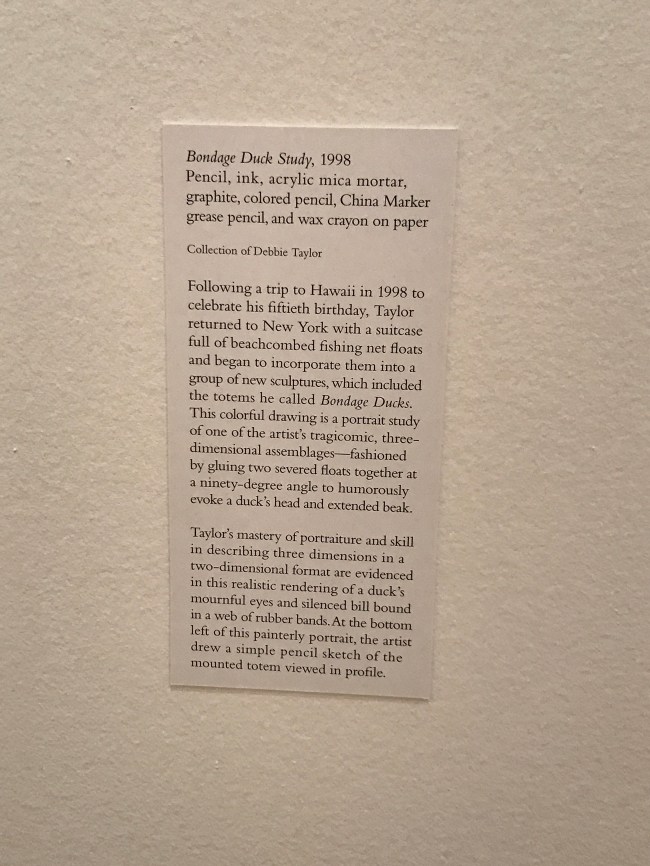 Bondage Duck Study, 1998
Pencil, ink, acrylic mica mortar,
graphite, colored pencil, China Marker
grease pencil, and wax crayon on paper
Collection of Debbie Taylor
Following a trip to Hawaii in 1998 to
celebrate his fiftieth birthday, Taylor
returned to New York with a suitcase
full of beachcombed fishing net floats
and began to incorporate them into a
group of new sculptures, which included
the totems he called Bondage Ducks.
This colorful drawing is a portrait study
of one of the artist's tragicomic, three-
dimensional assemblages—fashioned
by gluing two severed floats together at
a ninety-degree angle to humorously
evoke a duck's head and extended beak.
Taylor's mastery of portraiture and skill
in describing three dimensions in a
two-dimensional format are evidenced
in this realistic rendering of a duck's
mournful eyes and silenced bill bound
in a web of rubber bands. At the bottom
left of this painterly portrait, the artist
drew a simple pencil sketch of the
mounted totem viewed in profile.